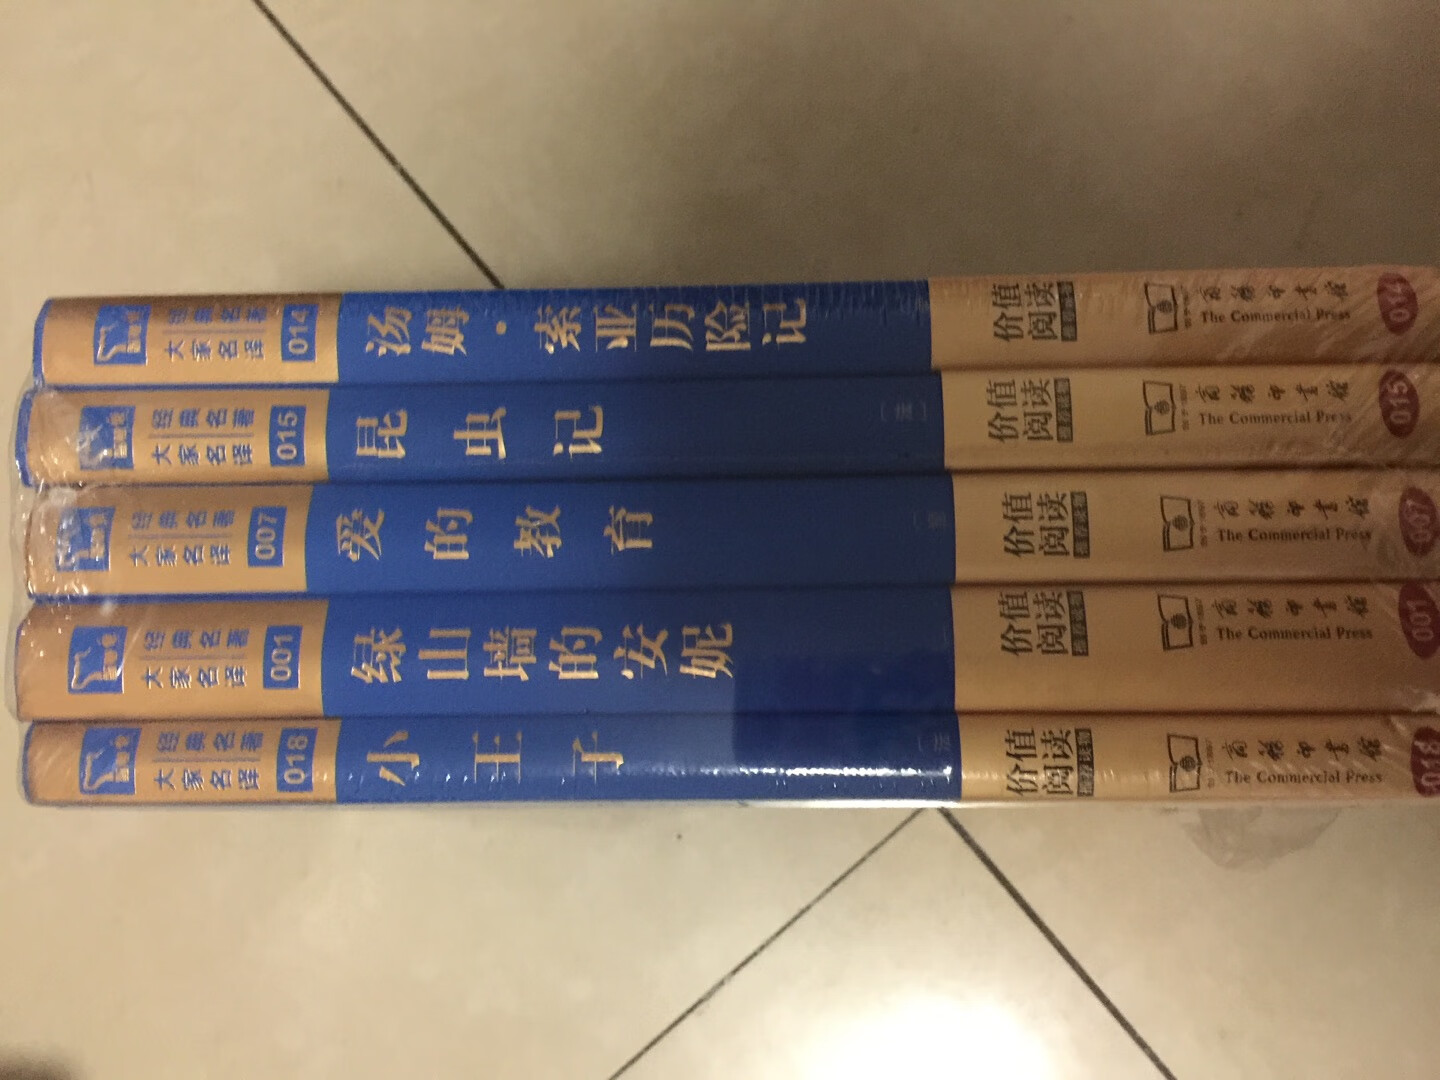 经典名著
大家名译
014
汤姆·索亚历险记
价值
阅读
商务印书馆
The Commercial Press
014
经典名著
大家名译
015
昆虫记
〔法〕
价值
阅读
商务印书馆
The Commercial Press
015
经典名著
大家名译
007
爱的教育
价值
阅读
商务印书馆
The Commercial Press
007
经典名著
大家名译
001
绿山墙的安妮
价值
阅读
商务印书馆
The Commercial Press
001
经典名著
大家名译
018
小王子
〔法
价值
阅读
商务印书馆
The Commercial Press
018